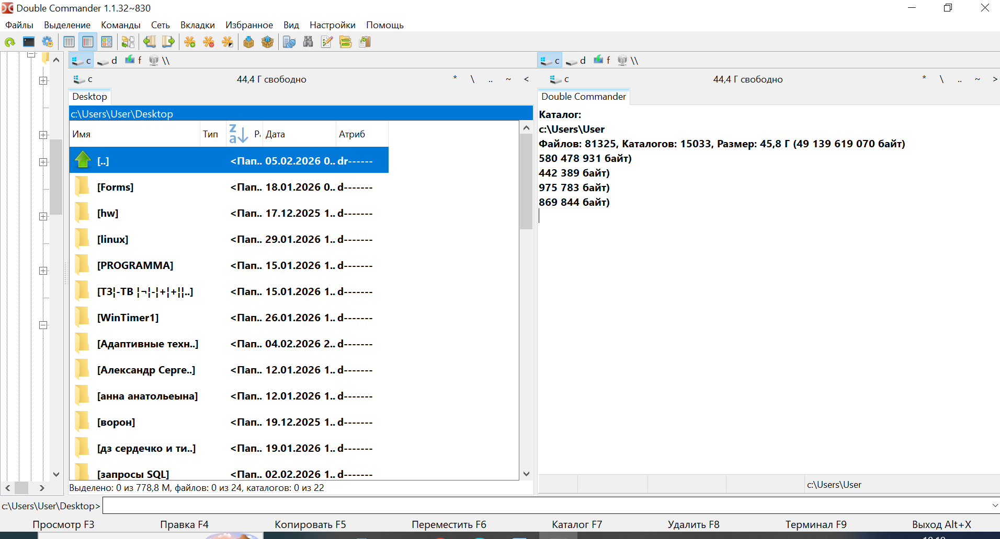 Double Commander 1.1.32~830
Файлы Выделение Команды Сеть Вкладки Избранное Вид Настройки Помощь
c d f \\
c 44,4 Г свободно * \ .. ~ <
Desktop
c:\Users\User\Desktop
Имя Тип Дата Атриб
[..] <Пап.. 05.02.2026 0.. dr------
[Forms] <Пап.. 18.01.2026 0.. d-------
[hw] <Пап.. 17.12.2025 1.. d-------
[linux] <Пап.. 29.01.2026 1.. d-------
[PROGRAMMA] <Пап.. 15.01.2026 1.. d-------
[ТЗ¦-ТВ ¦¬¦-¦+¦+¦¦..] <Пап.. 15.01.2026 1.. d-------
[WinTimer1] <Пап.. 26.01.2026 1.. d-------
[Адаптивные техн..] <Пап.. 04.02.2026 2.. d-------
[Александр Серге..] <Пап.. 12.01.2026 1.. d-------
[анна анатольеына] <Пап.. 12.01.2026 1.. d-------
[ворон] <Пап.. 19.12.2025 1.. d-------
[дз сердечко и ти..] <Пап.. 19.01.2026 1.. d-------
[запросы SQL] <Пап.. 02.02.2026 1.. d-------
Выделено: 0 из 778,8 М, файлов: 0 из 24, каталогов: 0 из 22
c d f \\
c 44,4 Г свободно * \ .. ~ >
Double Commander
Каталог:
c:\Users\User
Файлов: 81325, Каталогов: 15033, Размер: 45,8 Г (49 139 619 070 байт)
580 478 931 байт)
442 389 байт)
975 783 байт)
869 844 байт)
c:\Users\User
c:\Users\User\Desktop>
Просмотр F3 Правка F4 Копировать F5 Переместить F6 Каталог F7 Удалить F8 Терминал F9 Выход Alt+X